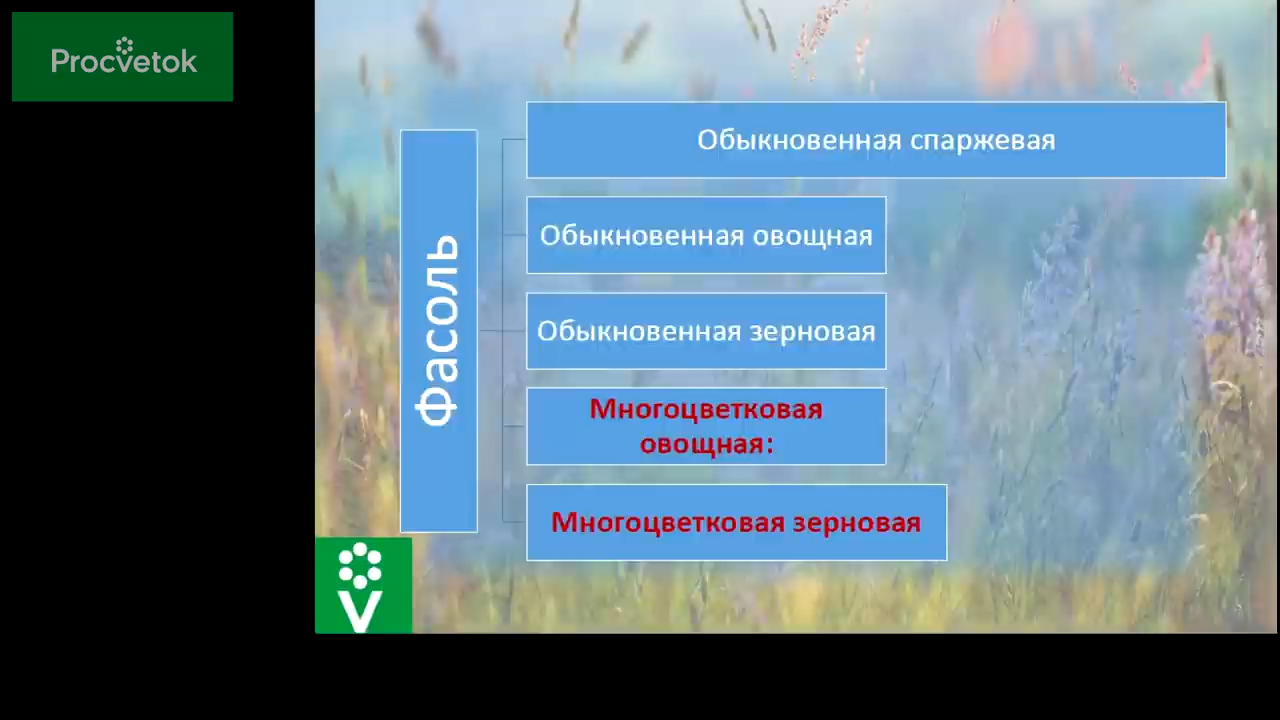 Procvetok
Фасоль
Обыкновенная спаржевая
Обыкновенная овощная
Обыкновенная зерновая
Многоцветковая
овощная:
Многоцветковая зерновая